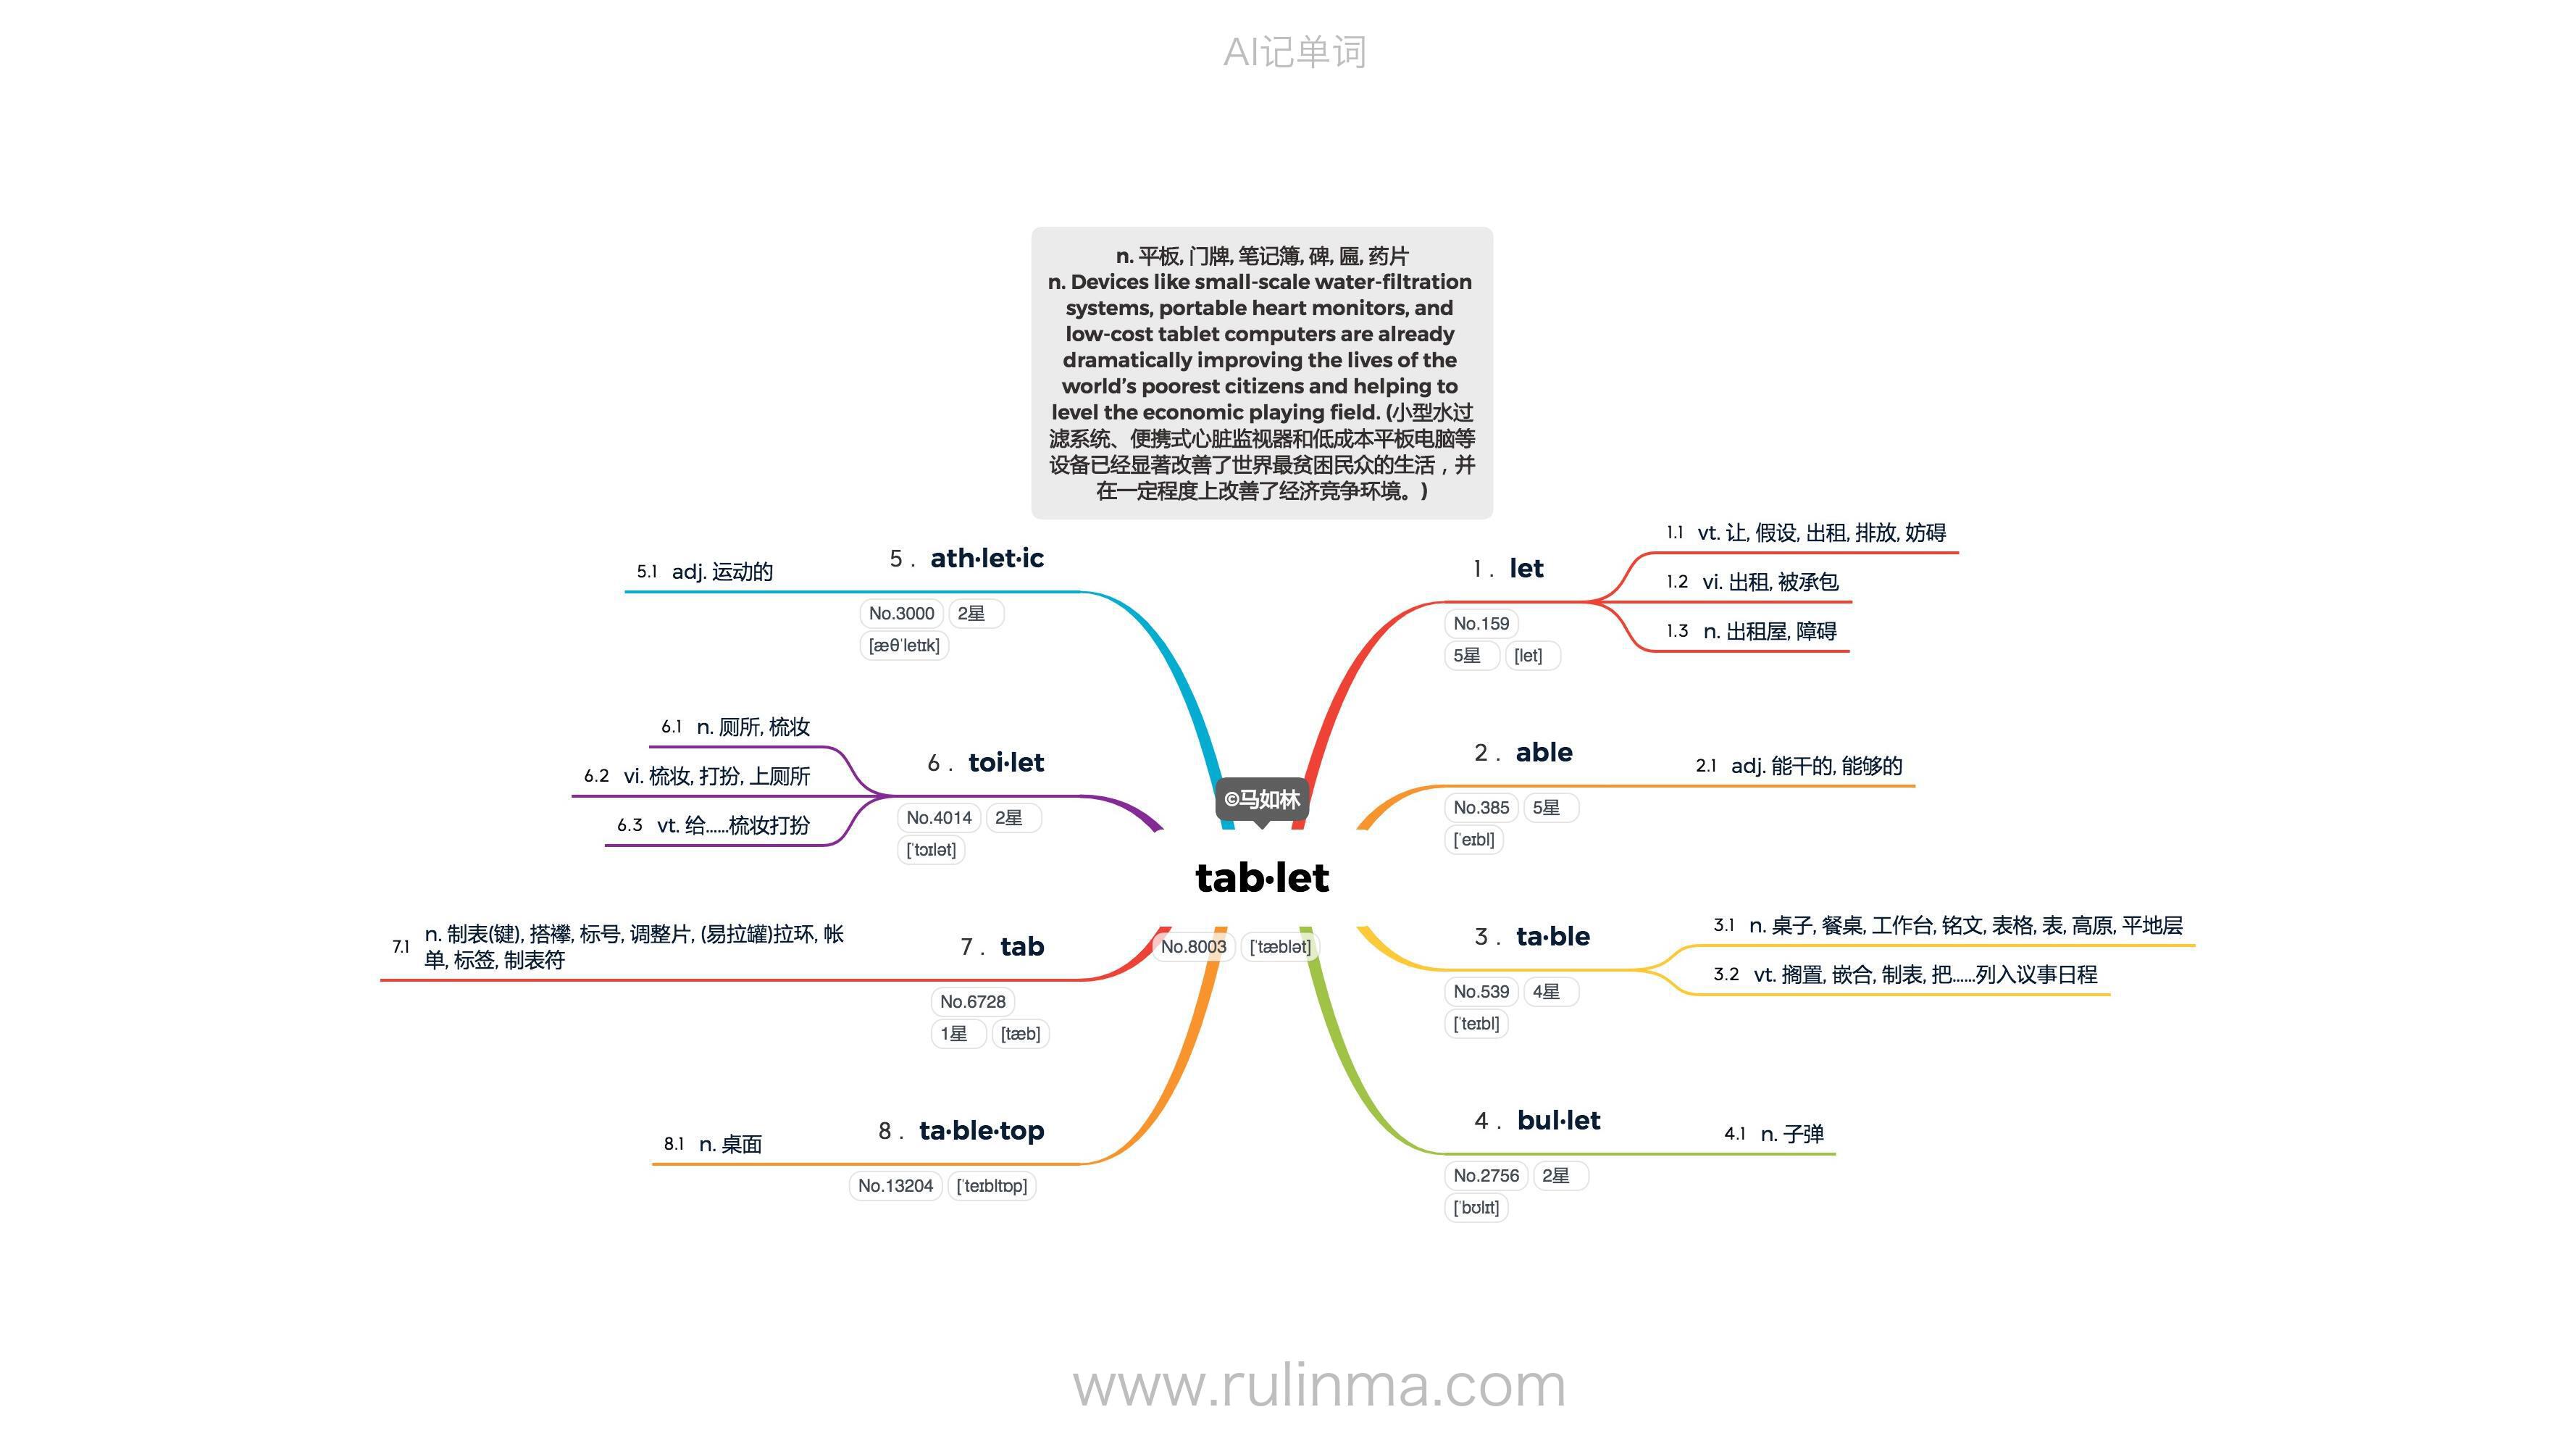 AI记单词
n. 平板, 门牌, 笔记簿, 碑, 匾, 药片
n. Devices like small-scale water-filtration
systems, portable heart monitors, and
low-cost tablet computers are already
dramatically improving the lives of the
world’s poorest citizens and helping to
level the economic playing field. (小型水过
滤系统、便携式心脏监视器和低成本平板电脑等
设备已经显著改善了世界最贫困民众的生活，并
在一定程度上改善了经济竞争环境。)
©马如林
tab·let
No.8003 [ˈtæblət]
1 . let
No.159
5星 [let]
1.1 vt. 让, 假设, 出租, 排放, 妨碍
1.2 vi. 出租, 被承包
1.3 n. 出租屋, 障碍
2 . able
No.385 5星
[ˈeɪbl]
2.1 adj. 能干的, 能够的
3 . ta·ble
No.539 4星
[ˈteɪbl]
3.1 n. 桌子, 餐桌, 工作台, 铭文, 表格, 表, 高原, 平地层
3.2 vt. 搁置, 嵌合, 制表, 把……列入议事日程
4 . bul·let
No.2756 2星
[ˈbʊlɪt]
4.1 n. 子弹
5 . ath·let·ic
No.3000 2星
[æθˈletɪk]
5.1 adj. 运动的
6 . toi·let
No.4014 2星
[ˈtɔɪlət]
6.1 n. 厕所, 梳妆
6.2 vi. 梳妆, 打扮, 上厕所
6.3 vt. 给……梳妆打扮
7 . tab
No.6728
1星 [tæb]
7.1 n. 制表(键), 搭襻, 标号, 调整片, (易拉罐)拉环, 帐
单, 标签, 制表符
8 . ta·ble·top
No.13204 [ˈteɪbltɒp]
8.1 n. 桌面
www.rulinma.com